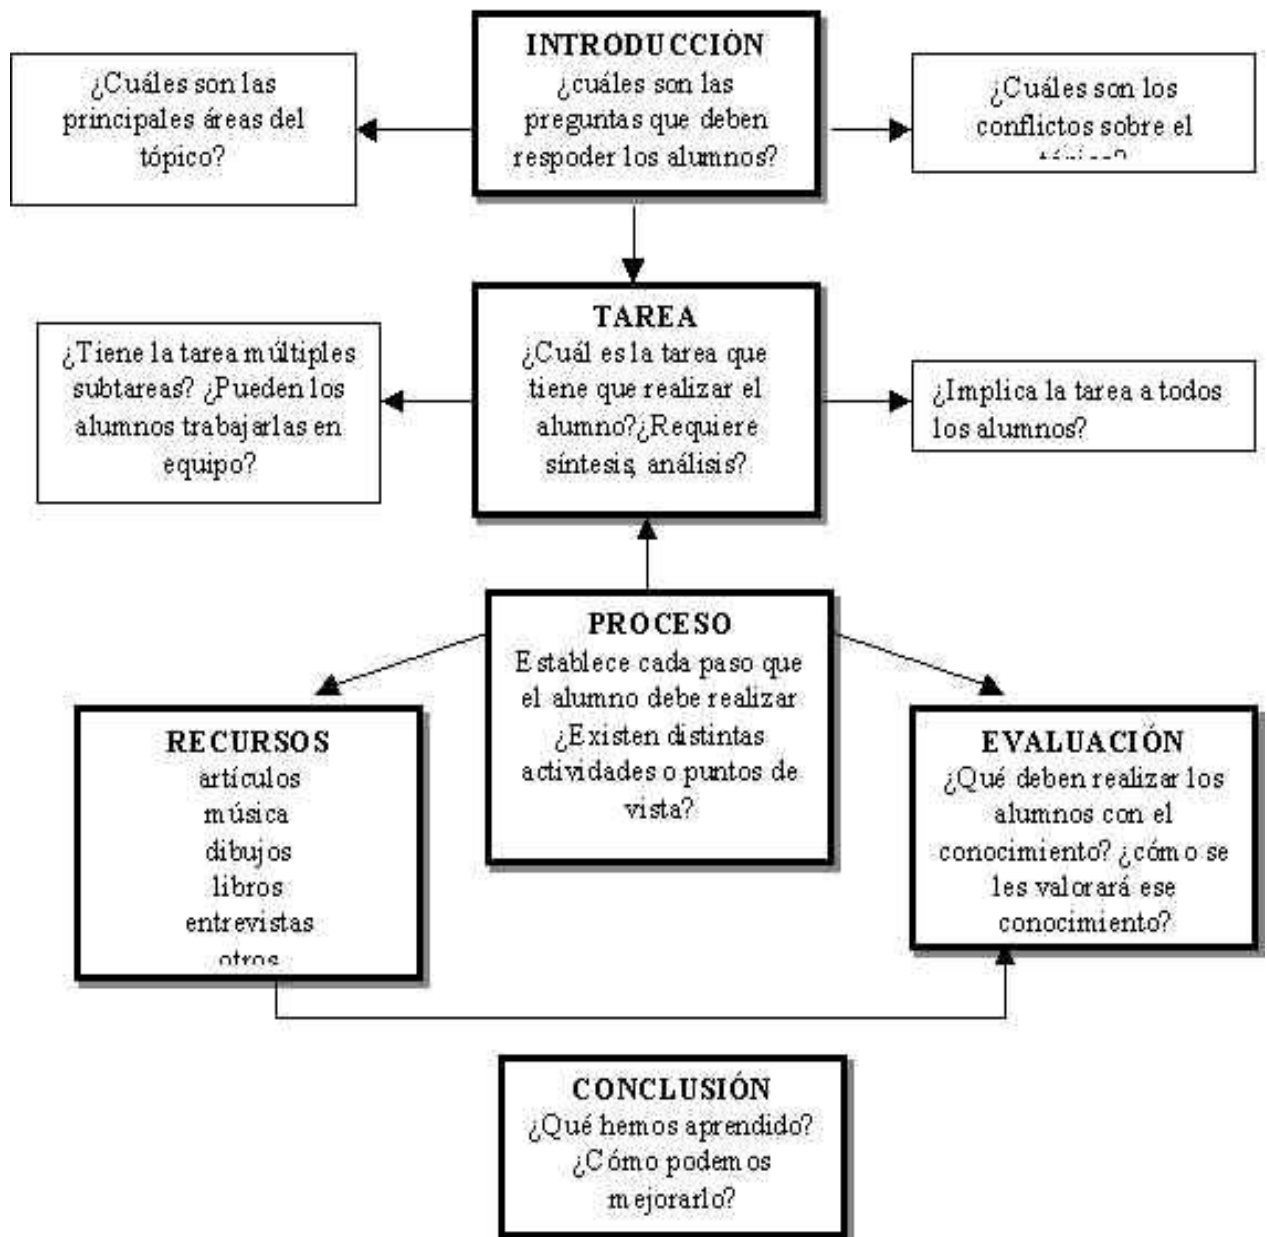 INTRODUCCIÓN
¿cuáles son las
preguntas que deben
respoder los alumnos?
¿Cuáles son las
principales áreas del
tópico?
¿Cuáles son los
conflictos sobre el
TAREA
¿Cuál es la tarea que
tiene que realizar el
alumno?¿Requiere
síntesis, análisis?
¿Tiene la tarea múltiples
subtareas? ¿Pueden los
alumnos trabajarlas en
equipo?
¿Implica la tarea a todos
los alumnos?
PROCESO
Establece cada paso que
el alumno debe realizar
¿Existen distintas
actividades o puntos de
vista?
RECURSOS
artículos
música
dibujos
libros
entrevistas
otros
EVALUACIÓN
¿Qué deben realizar los
alumnos con el
conocimiento? ¿cómo se
les valorará ese
conocimiento?
CONCLUSIÓN
¿Qué hemos aprendido?
¿Cómo podemos
mejorarlo?